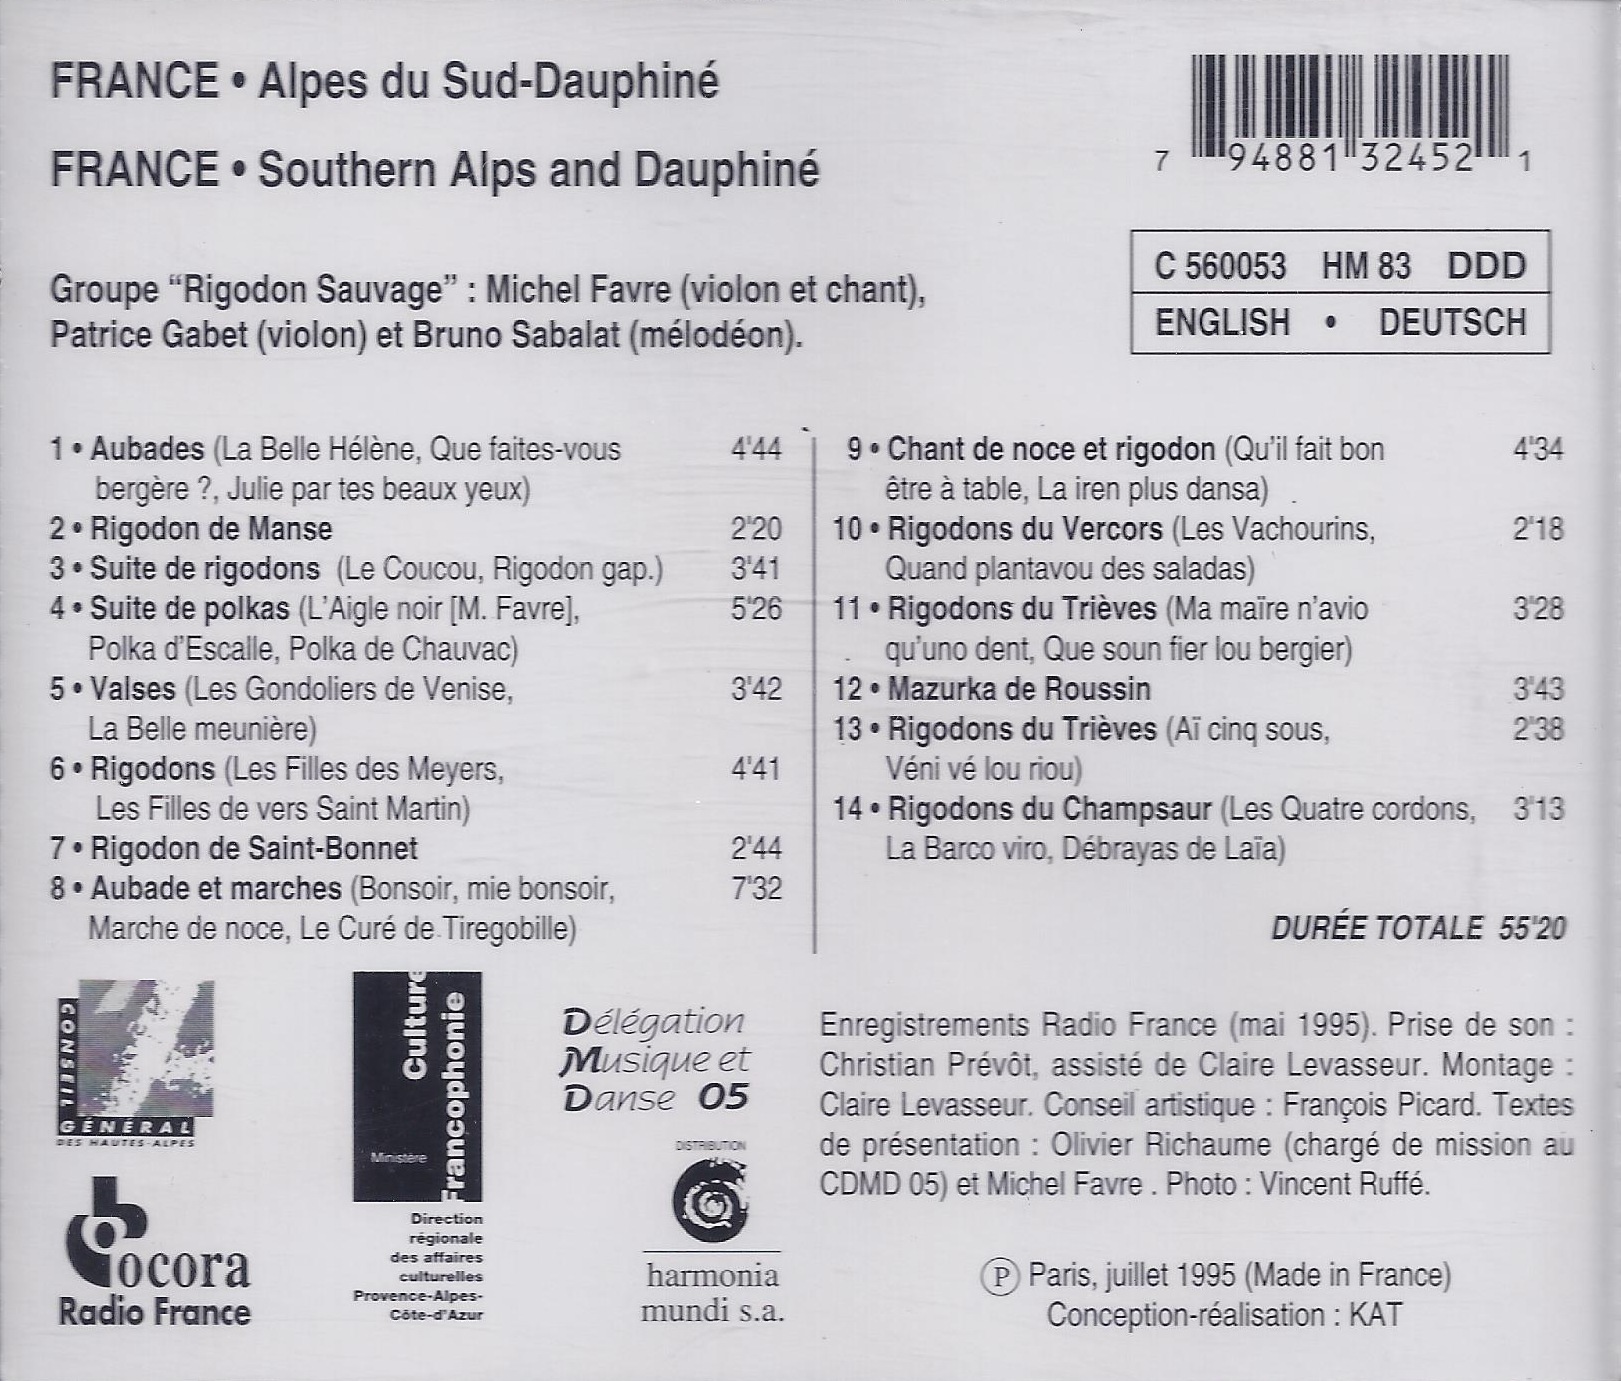 FRANCE • Alpes du Sud-Dauphiné
FRANCE • Southern Alps and Dauphiné
7 94881 32452 1
C 560053 HM 83 DDD
ENGLISH • DEUTSCH
Groupe “Rigodon Sauvage” : Michel Favre (violon et chant),
Patrice Gabet (violon) et Bruno Sabalat (mélodéon).
1 • Aubades (La Belle Hélène, Que faites-vous 4'44
bergère ?, Julie par tes beaux yeux)
2 • Rigodon de Manse 2'20
3 • Suite de rigodons (Le Coucou, Rigodon gap.) 3'41
4 • Suite de polkas (L'Aigle noir [M. Favre], 5'26
Polka d'Escalle, Polka de Chauvac)
5 • Valses (Les Gondoliers de Venise, 3'42
La Belle meunière)
6 • Rigodons (Les Filles des Meyers, 4'41
Les Filles de vers Saint Martin)
7 • Rigodon de Saint-Bonnet 2'44
8 • Aubade et marches (Bonsoir, mie bonsoir, 7'32
Marche de noce, Le Curé de Tiregobille)
9 • Chant de noce et rigodon (Qu'il fait bon 4'34
être à table, La iren plus dansa)
10 • Rigodons du Vercors (Les Vachourins, 2'18
Quand plantavou des saladas)
11 • Rigodons du Trièves (Ma maïre n'avio 3'28
qu'uno dent, Que soun fier lou bergier)
12 • Mazurka de Roussin 3'43
13 • Rigodons du Trièves (Aï cinq sous, 2'38
Véni vé lou riou)
14 • Rigodons du Champsaur (Les Quatre cordons, 3'13
La Barco viro, Débrayas de Laïa)
DURÉE TOTALE 55'20
CONSEIL
GÉNÉRAL
DES HAUTES-ALPES
ocora
Radio France
Ministère
Culture
Francophonie
Direction
régionale
des affaires
culturelles
Provence-Alpes-
Côte-d'Azur
Délégation
Musique et
Danse 05
DISTRIBUTION
harmonia
mundi s.a.
Enregistrements Radio France (mai 1995). Prise de son :
Christian Prévôt, assisté de Claire Levasseur. Montage :
Claire Levasseur. Conseil artistique : François Picard. Textes
de présentation : Olivier Richaume (chargé de mission au
CDMD 05) et Michel Favre . Photo : Vincent Ruffé.
Ⓟ Paris, juillet 1995 (Made in France)
Conception-réalisation : KAT